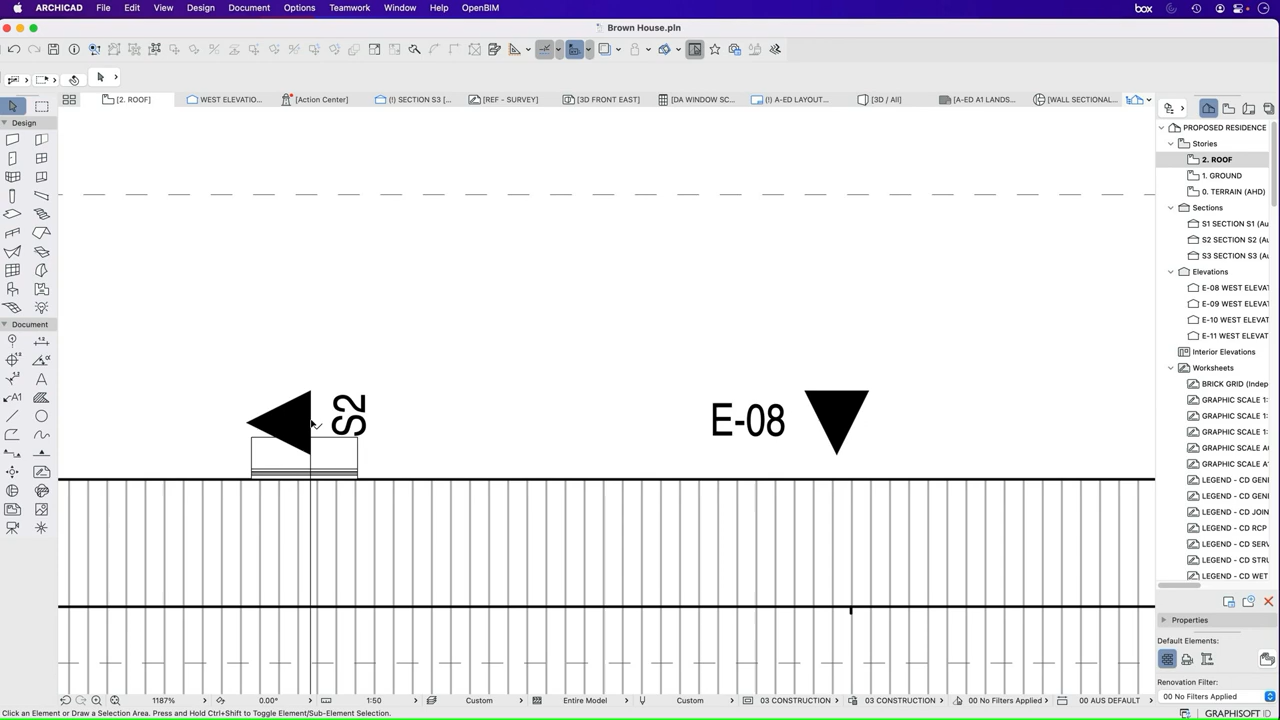 ARCHICAD File Edit View Design Document Options Teamwork Window Help OpenBIM
box
Brown House.pln
[2. ROOF]
WEST ELEVATIO...
[Action Center]
(!) SECTION S3 [...
[REF - SURVEY]
[3D FRONT EAST]
[DA WINDOW SC...
(!) A-ED LAYOUT...
[3D / All]
[A-ED A1 LANDS...
[WALL SECTIONAL...
Design
Document
S2
E-08
PROPOSED RESIDENCE
Stories
2. ROOF
1. GROUND
0. TERRAIN (AHD)
Sections
S1 SECTION S1 (Au
S2 SECTION S2 (Au
S3 SECTION S3 (Au
Elevations
E-08 WEST ELEVAT
E-09 WEST ELEVAT
E-10 WEST ELEVAT
E-11 WEST ELEVAT
Interior Elevations
Worksheets
BRICK GRID (Indep
GRAPHIC SCALE 1:
GRAPHIC SCALE 1:
GRAPHIC SCALE 1:
GRAPHIC SCALE A0
GRAPHIC SCALE A1
LEGEND - CD GENE
LEGEND - CD GENE
LEGEND - CD JOIN
LEGEND - CD RCP
LEGEND - CD SERV
LEGEND - CD STRU
LEGEND - CD WET
Properties
Default Elements:
Renovation Filter:
00 No Filters Applied
1187%
0.00°
1:50
Custom
Entire Model
Custom
03 CONSTRUCTION
03 CONSTRUCTION
00 No Filters Applied
00 AUS DEFAULT
Click an Element or Draw a Selection Area. Press and Hold Ctrl+Shift to Toggle Element/Sub-Element Selection.
GRAPHISOFT ID